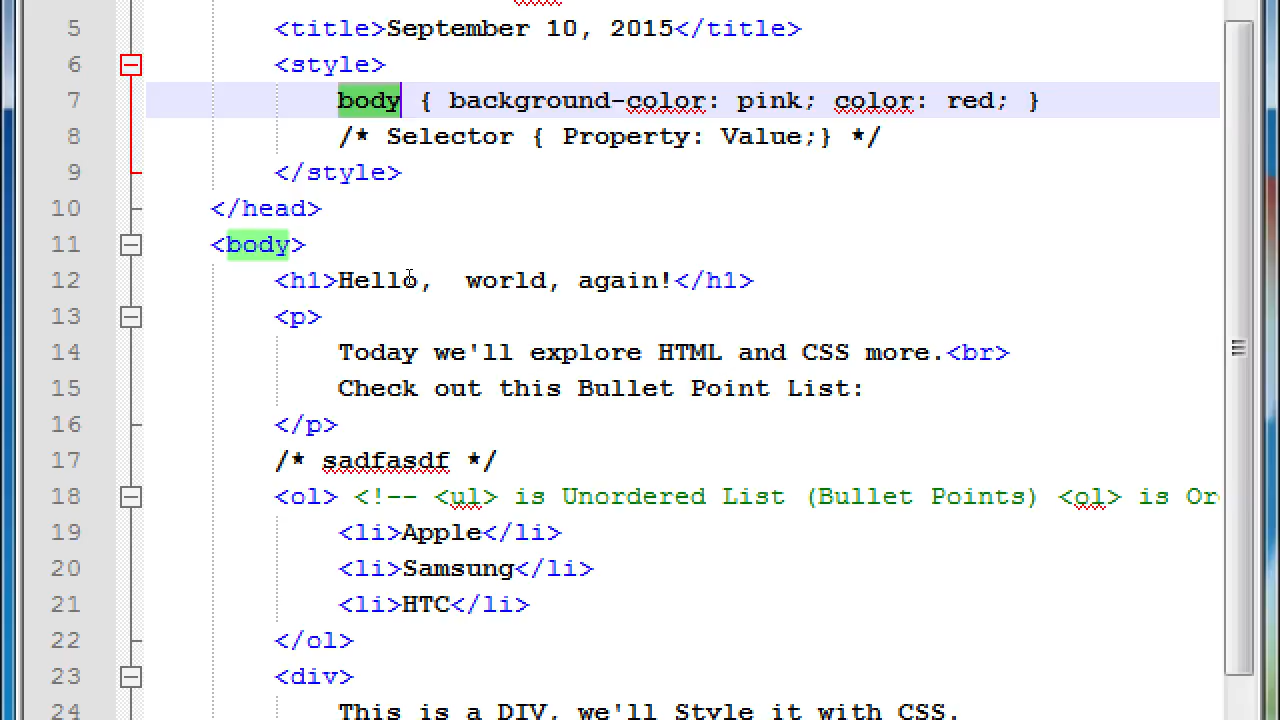 5 <title>September 10, 2015</title>
6 <style>
7 body { background-color: pink; color: red; }
8 /* Selector { Property: Value;} */
9 </style>
10 </head>
11 <body>
12 <h1>Hello,  world, again!</h1>
13 <p>
14 Today we'll explore HTML and CSS more.<br>
15 Check out this Bullet Point List:
16 </p>
17 /* sadfasdf */
18 <ol> <!-- <ul> is Unordered List (Bullet Points) <ol> is Or
19 <li>Apple</li>
20 <li>Samsung</li>
21 <li>HTC</li>
22 </ol>
23 <div>
24 This is a DIV, we'll Style it with CSS.